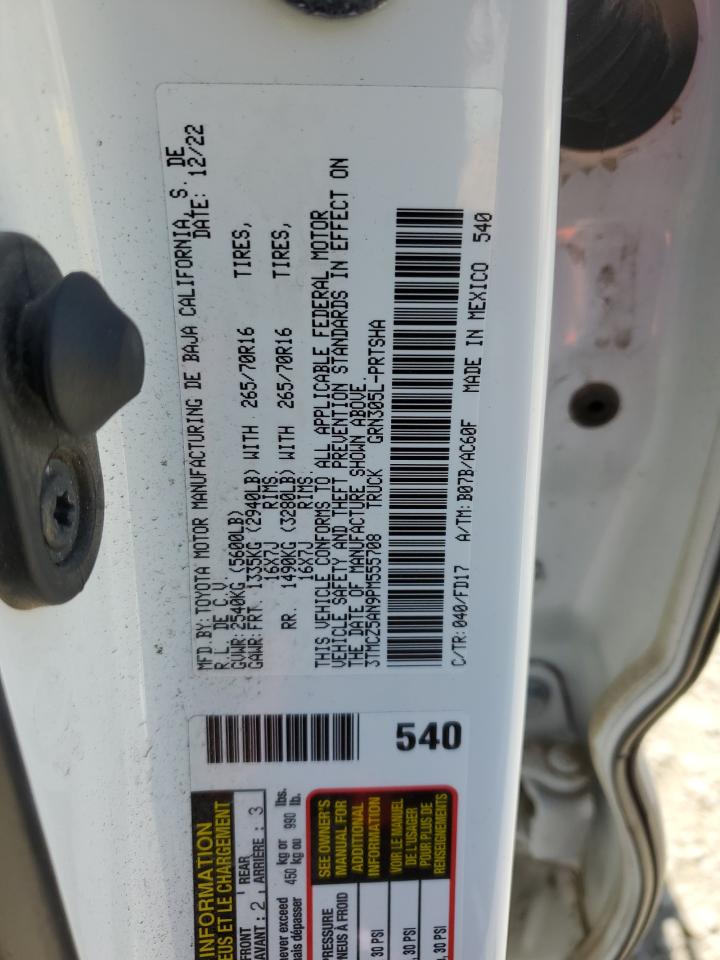 MFD.BY: TOYOTA MOTOR MANUFACTURING DE BAJA CALIFORNIA, S. DE
R.L. DE C.V. DATE: 12/22
GVWR: 2540KG (5600LB)
GAWR: FRT. 1335KG (2940LB) WITH 265/70R16 TIRES,
16X7J RIMS
RR. 1490KG (3280LB) WITH 265/70R16 TIRES,
16X7J RIMS
THIS VEHICLE CONFORMS TO ALL APPLICABLE FEDERAL MOTOR
VEHICLE SAFETY AND THEFT PREVENTION STANDARDS IN EFFECT ON
THE DATE OF MANUFACTURE SHOWN ABOVE.
3TMCZ5AN9PM555708 TRUCK GRN305L-PRTSHA
C/TR: 040/FD17 A/TM: B07B/AC60F MADE IN MEXICO 540
540
INFORMATION
EUS ET LE CHARGEMENT
FRONT
AVANT : 2 , REAR
ARRIÈRE : 3
never exceed 450 kg or 990 lbs.
mais dépasser kg ou lb.
SEE OWNER'S
MANUAL FOR
ADDITIONAL
INFORMATION
VOIR LE MANUEL
DE L'USAGER
POUR PLUS DE
RENSEIGNEMENTS
PRESSURE
NEUS À FROID
, 30 PSI
, 30 PSI
, 30 PSI